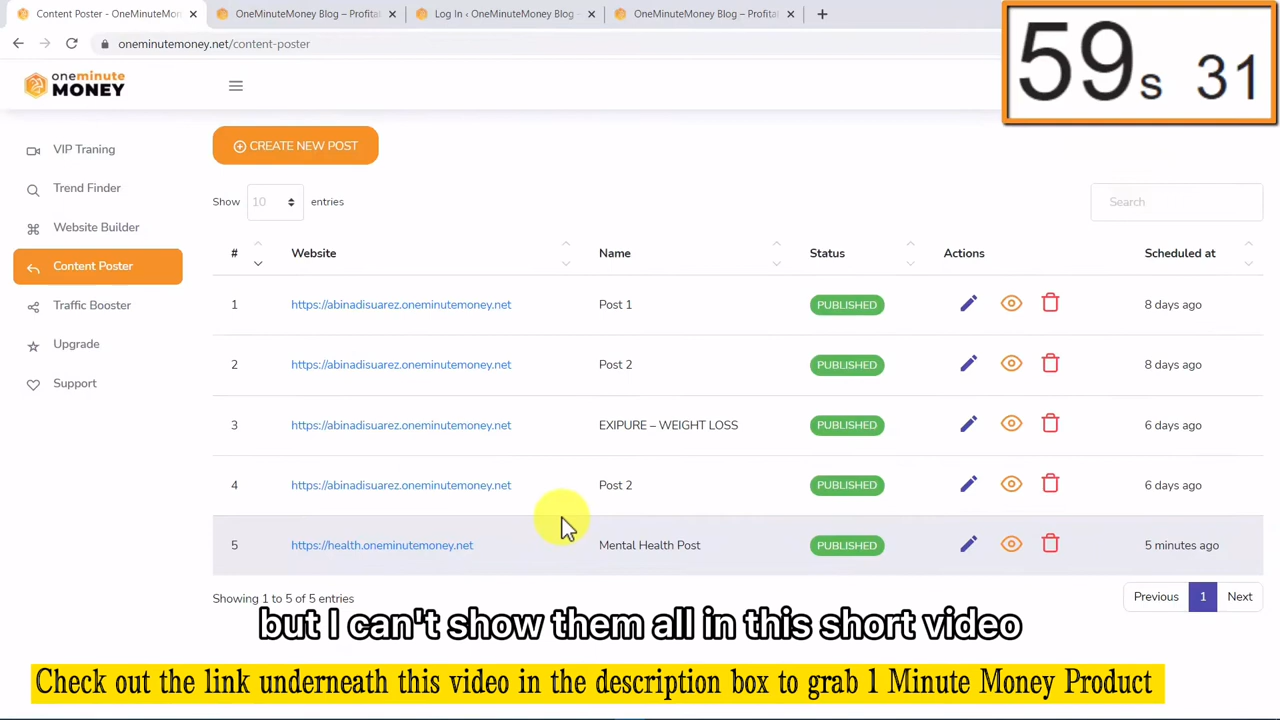 Content Poster - OneMinuteMon
OneMinuteMoney Blog – Profital
Log In ‹ OneMinuteMoney Blog –
OneMinuteMoney Blog – Profital
oneminutemoney.net/content-poster
59s 31
oneminute
MONEY
CREATE NEW POST
VIP Traning
Trend Finder
Website Builder
Content Poster
Traffic Booster
Upgrade
Support
Show 10 entries
Search
# Website Name Status Actions Scheduled at
1 https://abinadisuarez.oneminutemoney.net Post 1 PUBLISHED 8 days ago
2 https://abinadisuarez.oneminutemoney.net Post 2 PUBLISHED 8 days ago
3 https://abinadisuarez.oneminutemoney.net EXIPURE – WEIGHT LOSS PUBLISHED 6 days ago
4 https://abinadisuarez.oneminutemoney.net Post 2 PUBLISHED 6 days ago
5 https://health.oneminutemoney.net Mental Health Post PUBLISHED 5 minutes ago
Showing 1 to 5 of 5 entries
Previous 1 Next
but I can't show them all in this short video
Check out the link underneath this video in the description box to grab 1 Minute Money Product